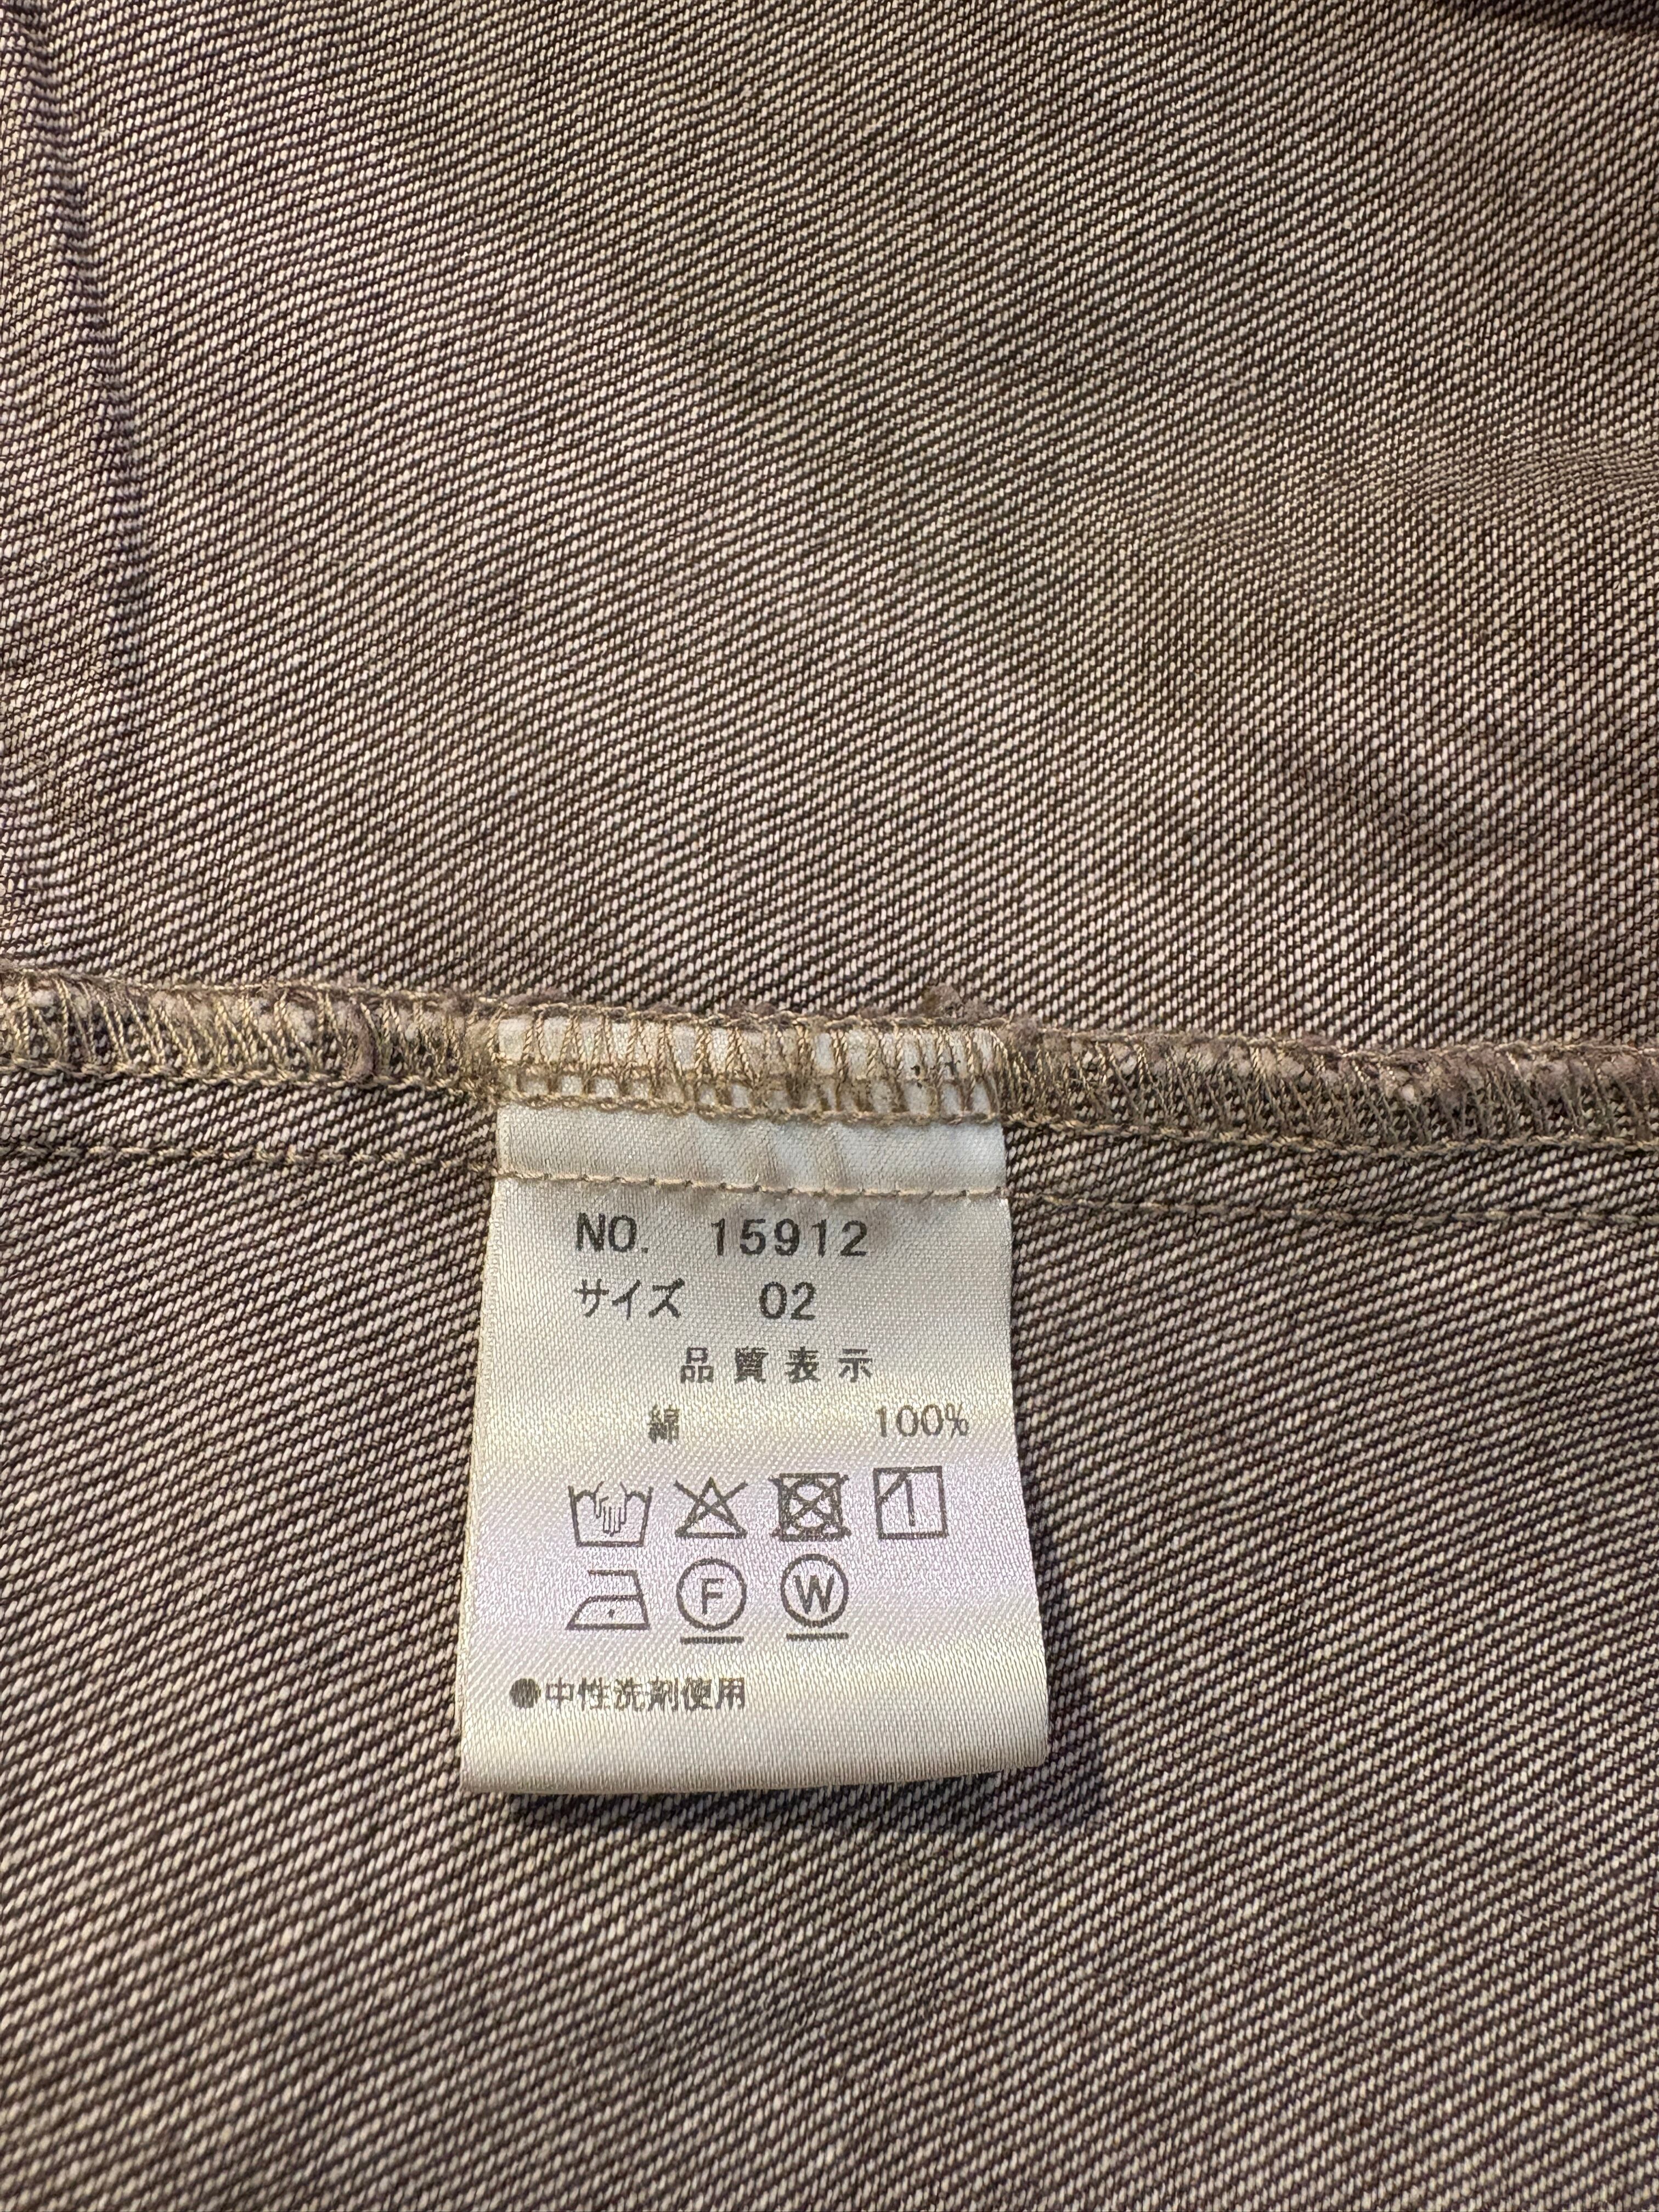 NO. 15912
サイズ 02
品質表示
綿 100%
F W
●中性洗剤使用